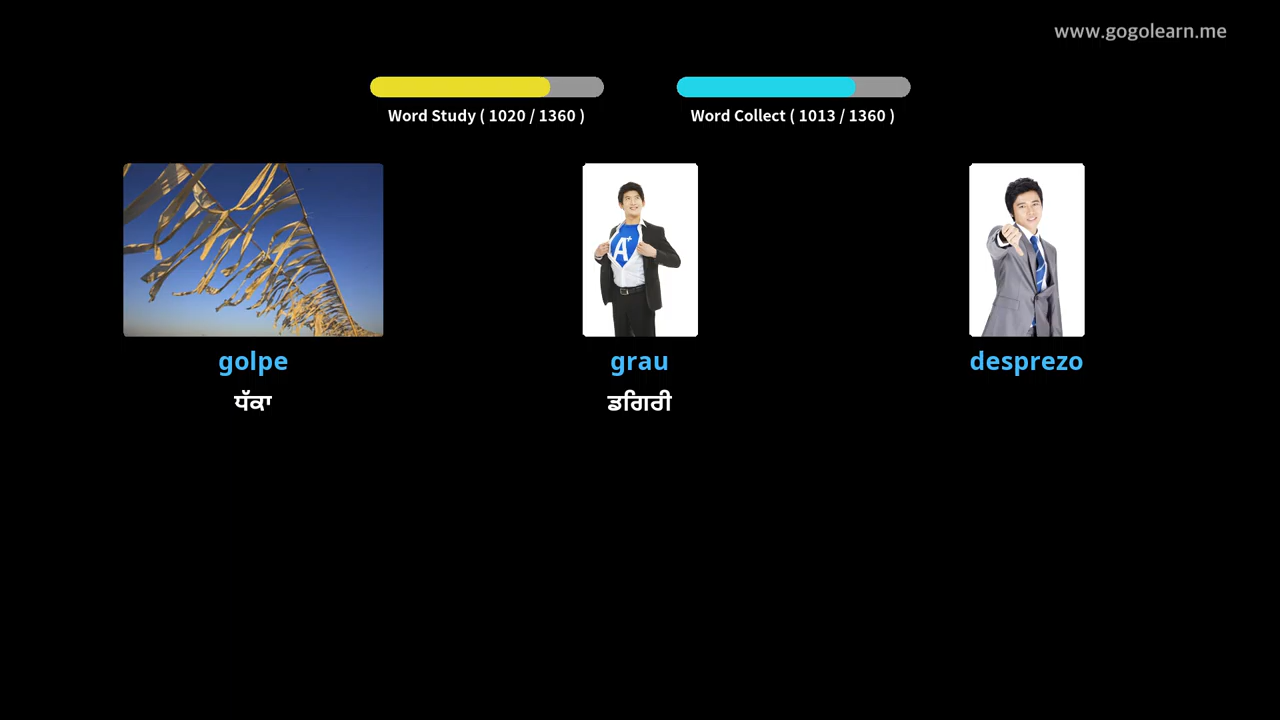 www.gogolearn.me
Word Study ( 1020 / 1360 )
Word Collect ( 1013 / 1360 )
A+
golpe
grau
desprezo
ਧੱਕਾ
ਡਿਗਰੀ